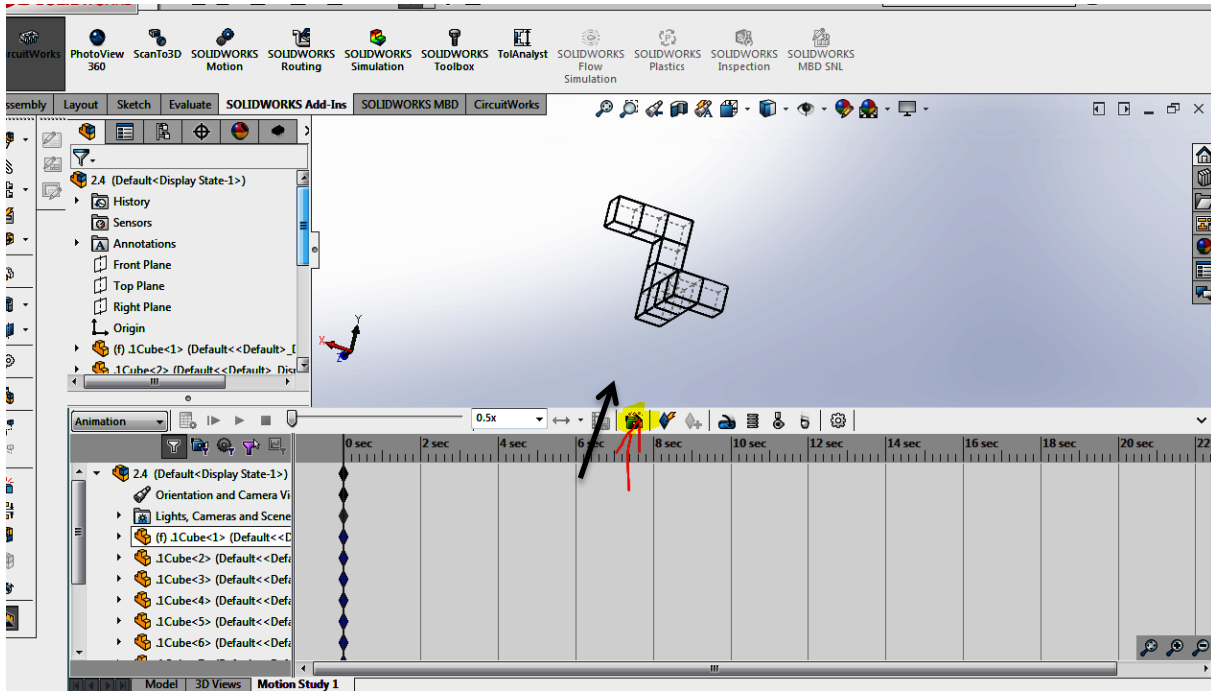 PhotoView 360
ScanTo3D
SOLIDWORKS Motion
SOLIDWORKS Routing
SOLIDWORKS Simulation
SOLIDWORKS Toolbox
TolAnalyst
SOLIDWORKS Flow Simulation
SOLIDWORKS Plastics
SOLIDWORKS Inspection
SOLIDWORKS MBD SNL
Layout Sketch Evaluate SOLIDWORKS Add-Ins SOLIDWORKS MBD CircuitWorks
2.4 (Default<Display State-1>)
History
Sensors
Annotations
Front Plane
Top Plane
Right Plane
Origin
(f) .1Cube<1> (Default<<Default>_D
.1Cube<2> (Default<<Default>_Disp
Y
X
Z
Animation
0.5x
0 sec 2 sec 4 sec 6 sec 8 sec 10 sec 12 sec 14 sec 16 sec 18 sec 20 sec 22
2.4 (Default<Display State-1>)
Orientation and Camera Vi
Lights, Cameras and Scene
(f) .1Cube<1> (Default<<D
.1Cube<2> (Default<<Defa
.1Cube<3> (Default<<Defa
.1Cube<4> (Default<<Defa
.1Cube<5> (Default<<Defa
.1Cube<6> (Default<<Defa
Model 3D Views Motion Study 1